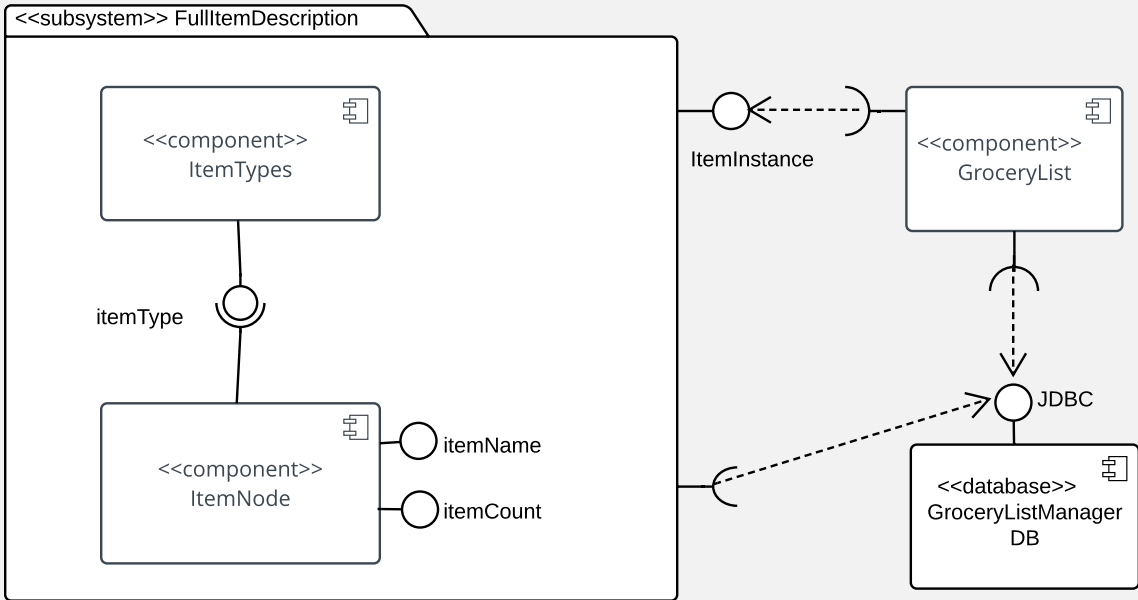 <<subsystem>> FullItemDescription
<<component>>
ItemTypes
itemType
<<component>>
ItemNode
itemName
itemCount
ItemInstance
<<component>>
GroceryList
JDBC
<<database>>
GroceryListManager
DB